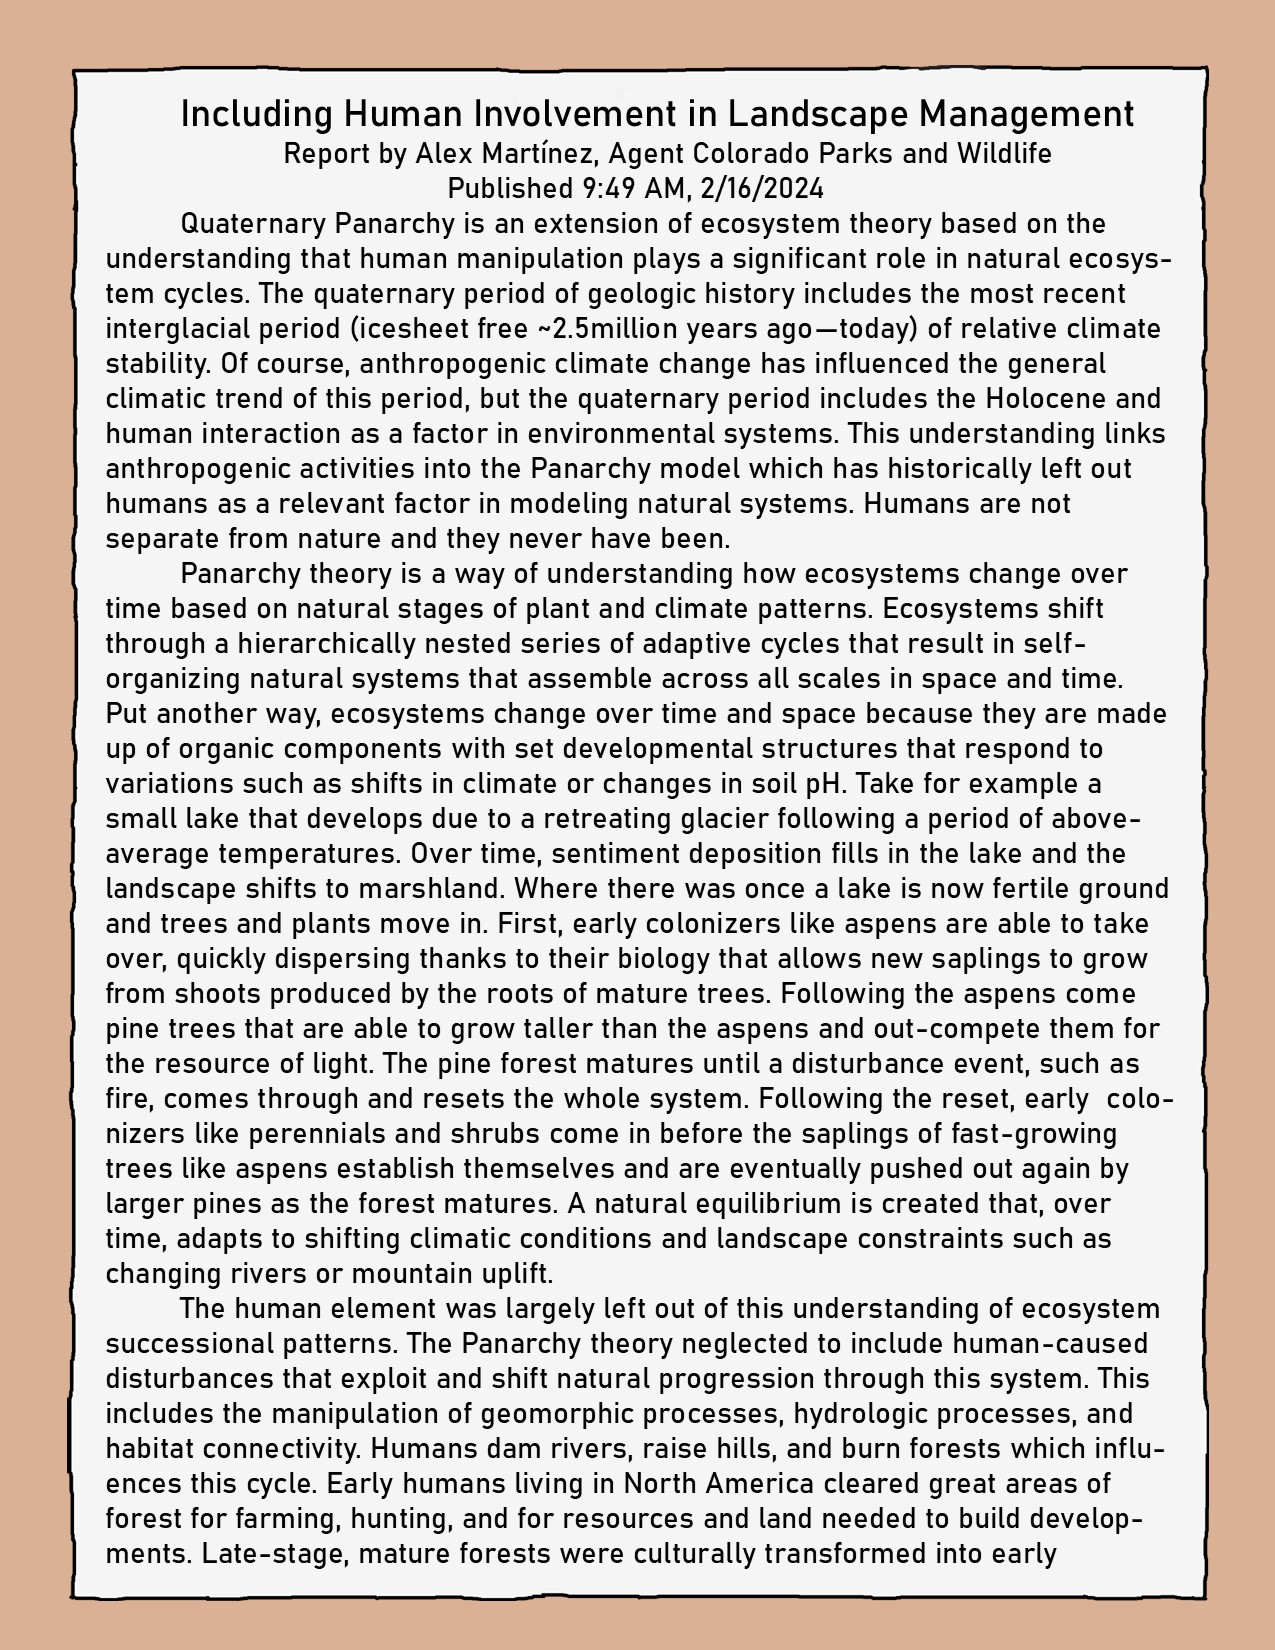 Including Human Involvement in Landscape Management
Report by Alex Martínez, Agent Colorado Parks and Wildlife
Published 9:49 AM, 2/16/2024
Quaternary Panarchy is an extension of ecosystem theory based on the
understanding that human manipulation plays a significant role in natural ecosys-
tem cycles. The quaternary period of geologic history includes the most recent
interglacial period (icesheet free ~2.5million years ago—today) of relative climate
stability. Of course, anthropogenic climate change has influenced the general
climatic trend of this period, but the quaternary period includes the Holocene and
human interaction as a factor in environmental systems. This understanding links
anthropogenic activities into the Panarchy model which has historically left out
humans as a relevant factor in modeling natural systems. Humans are not
separate from nature and they never have been.
Panarchy theory is a way of understanding how ecosystems change over
time based on natural stages of plant and climate patterns. Ecosystems shift
through a hierarchically nested series of adaptive cycles that result in self-
organizing natural systems that assemble across all scales in space and time.
Put another way, ecosystems change over time and space because they are made
up of organic components with set developmental structures that respond to
variations such as shifts in climate or changes in soil pH. Take for example a
small lake that develops due to a retreating glacier following a period of above-
average temperatures. Over time, sentiment deposition fills in the lake and the
landscape shifts to marshland. Where there was once a lake is now fertile ground
and trees and plants move in. First, early colonizers like aspens are able to take
over, quickly dispersing thanks to their biology that allows new saplings to grow
from shoots produced by the roots of mature trees. Following the aspens come
pine trees that are able to grow taller than the aspens and out-compete them for
the resource of light. The pine forest matures until a disturbance event, such as
fire, comes through and resets the whole system. Following the reset, early  colo-
nizers like perennials and shrubs come in before the saplings of fast-growing
trees like aspens establish themselves and are eventually pushed out again by
larger pines as the forest matures. A natural equilibrium is created that, over
time, adapts to shifting climatic conditions and landscape constraints such as
changing rivers or mountain uplift.
The human element was largely left out of this understanding of ecosystem
successional patterns. The Panarchy theory neglected to include human-caused
disturbances that exploit and shift natural progression through this system. This
includes the manipulation of geomorphic processes, hydrologic processes, and
habitat connectivity. Humans dam rivers, raise hills, and burn forests which influ-
ences this cycle. Early humans living in North America cleared great areas of
forest for farming, hunting, and for resources and land needed to build develop-
ments. Late-stage, mature forests were culturally transformed into early